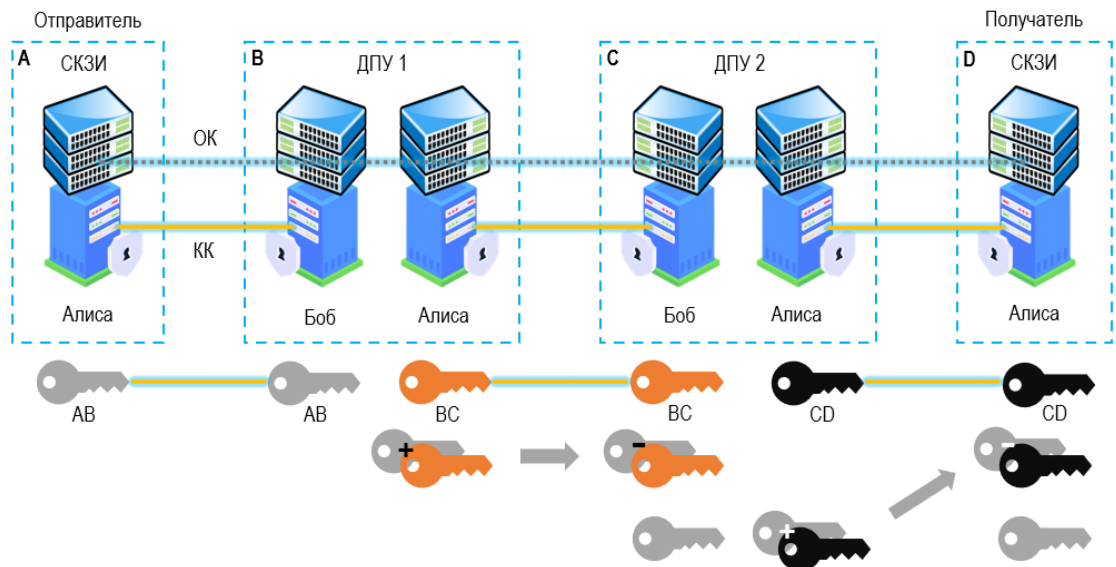 Отправитель
Получатель
A
СКЗИ
B
ДПУ 1
C
ДПУ 2
D
СКЗИ
ОК
КК
Алиса
Боб
Алиса
Боб
Алиса
Алиса
AB
AB
BC
BC
CD
CD
+
-
-
+